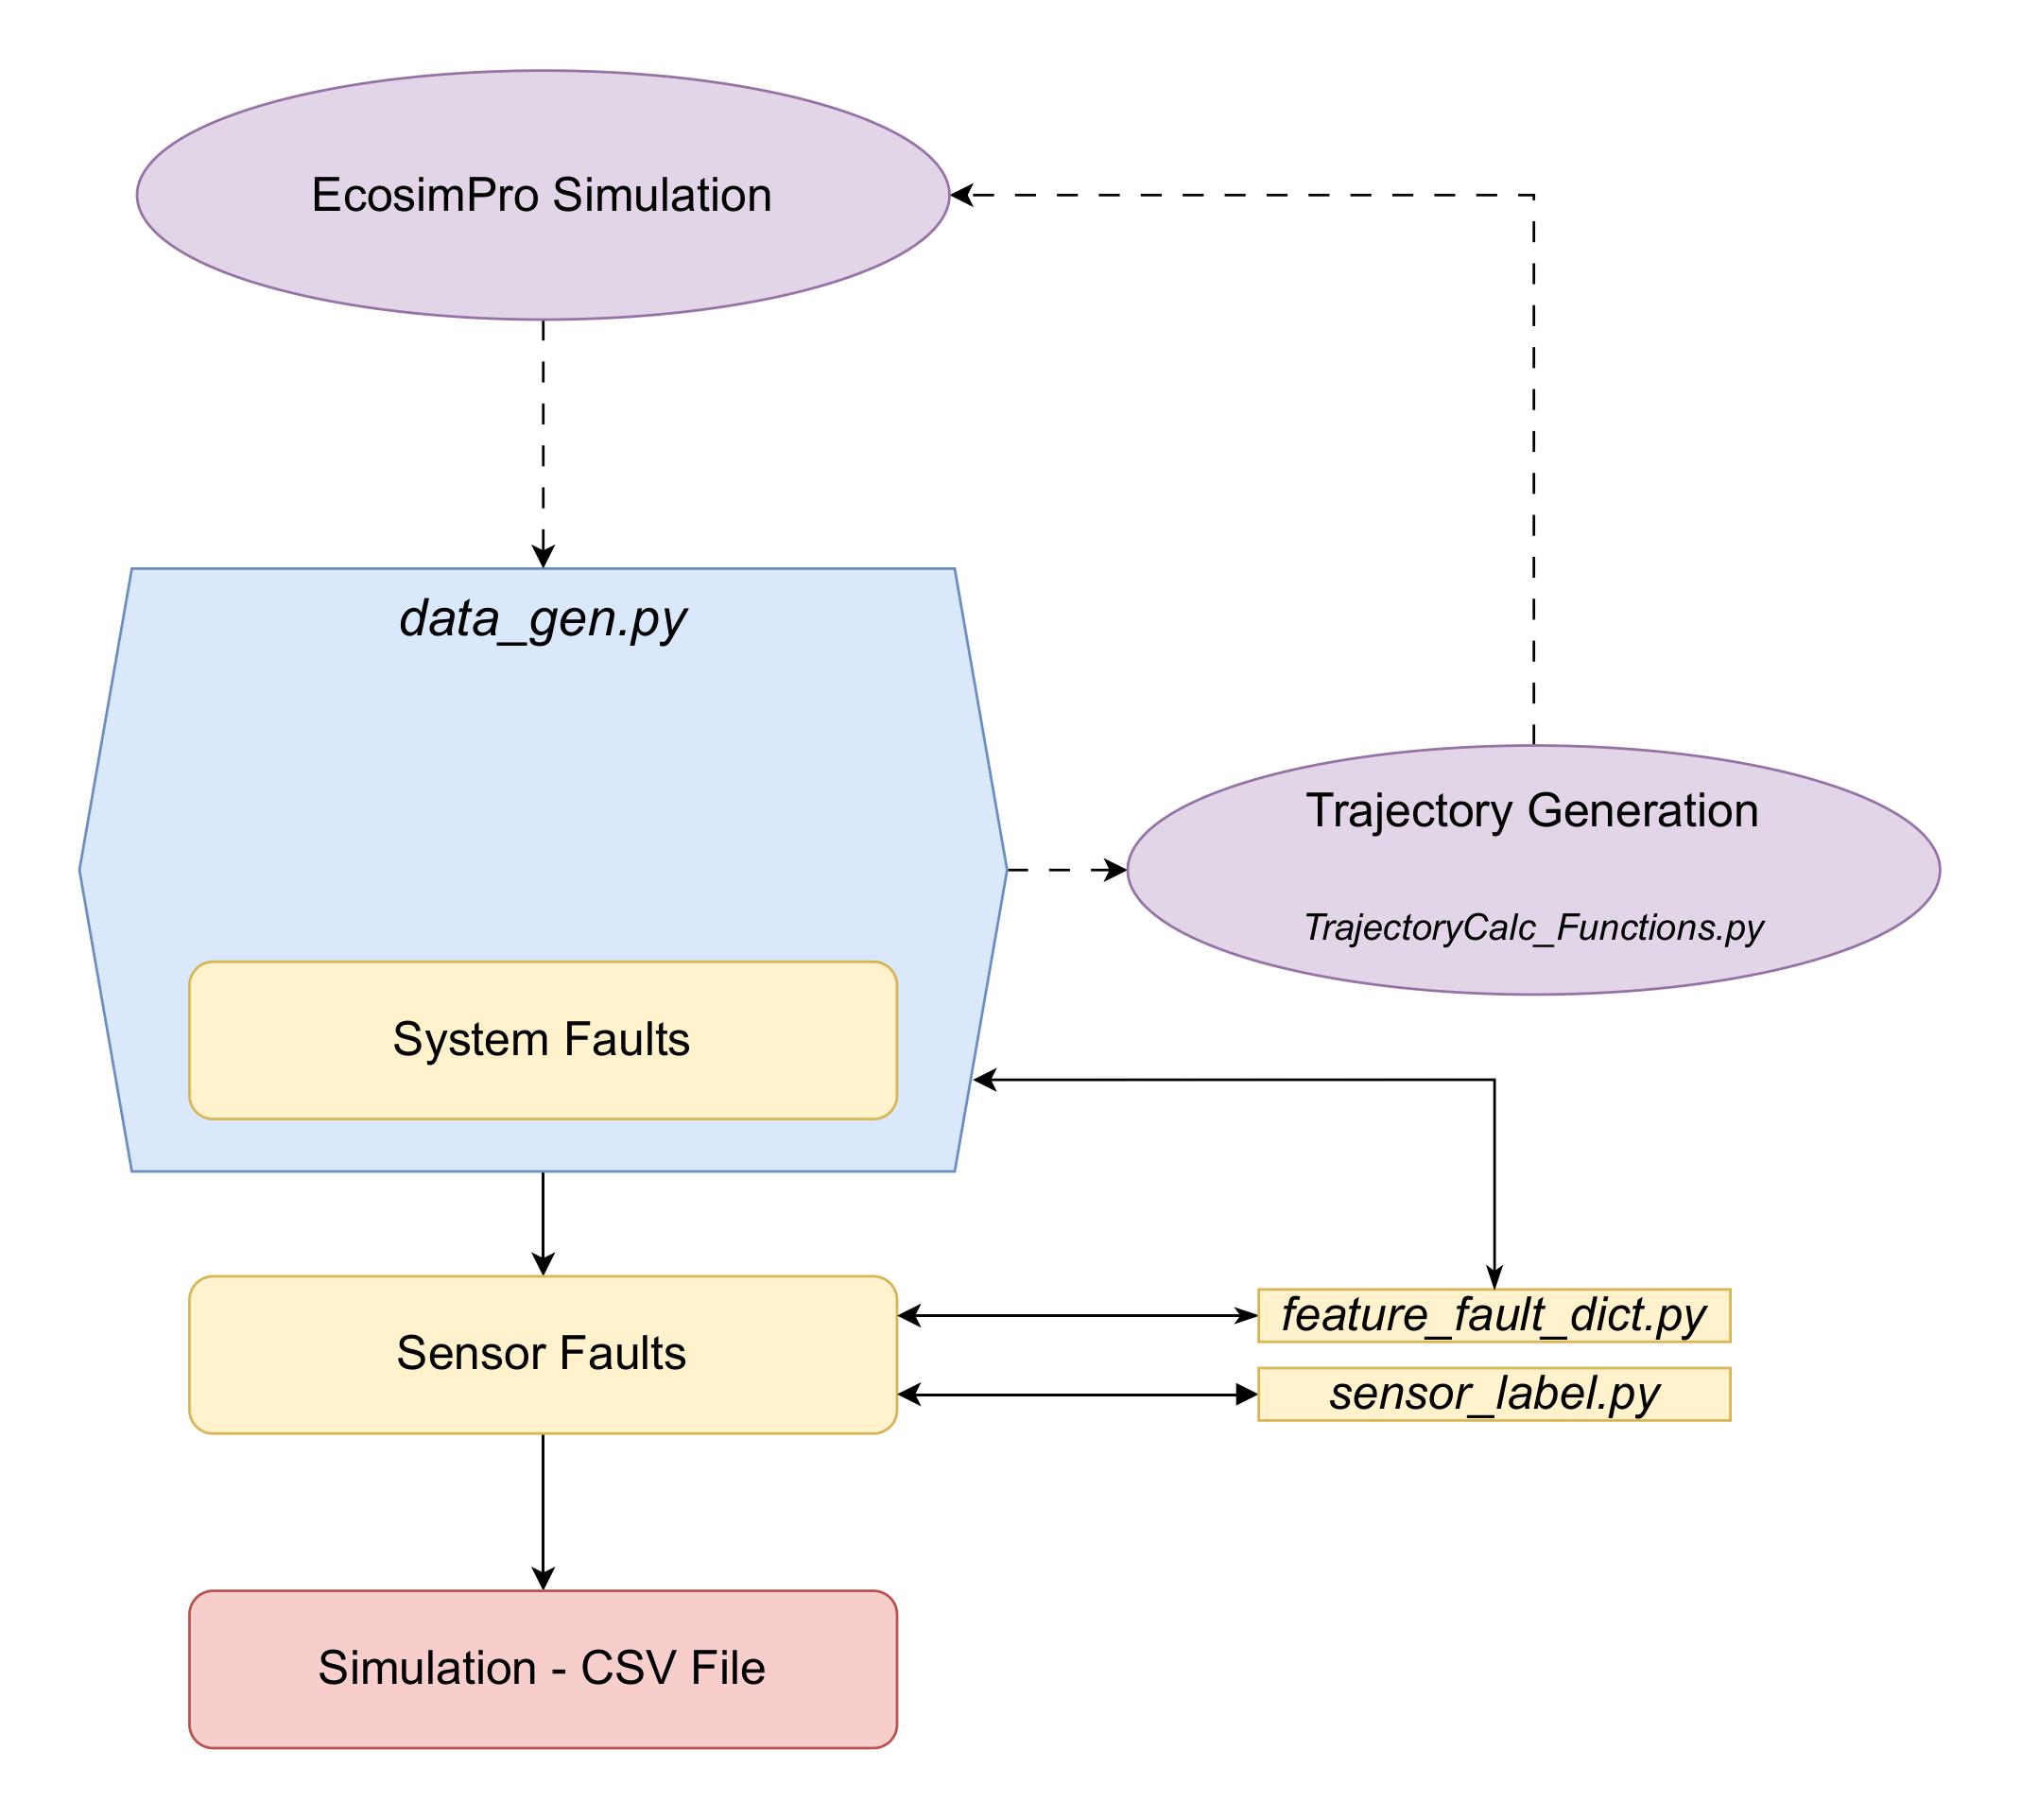 EcosimPro Simulation
data_gen.py
Trajectory Generation
TrajectoryCalc_Functions.py
System Faults
Sensor Faults
feature_fault_dict.py
sensor_label.py
Simulation - CSV File